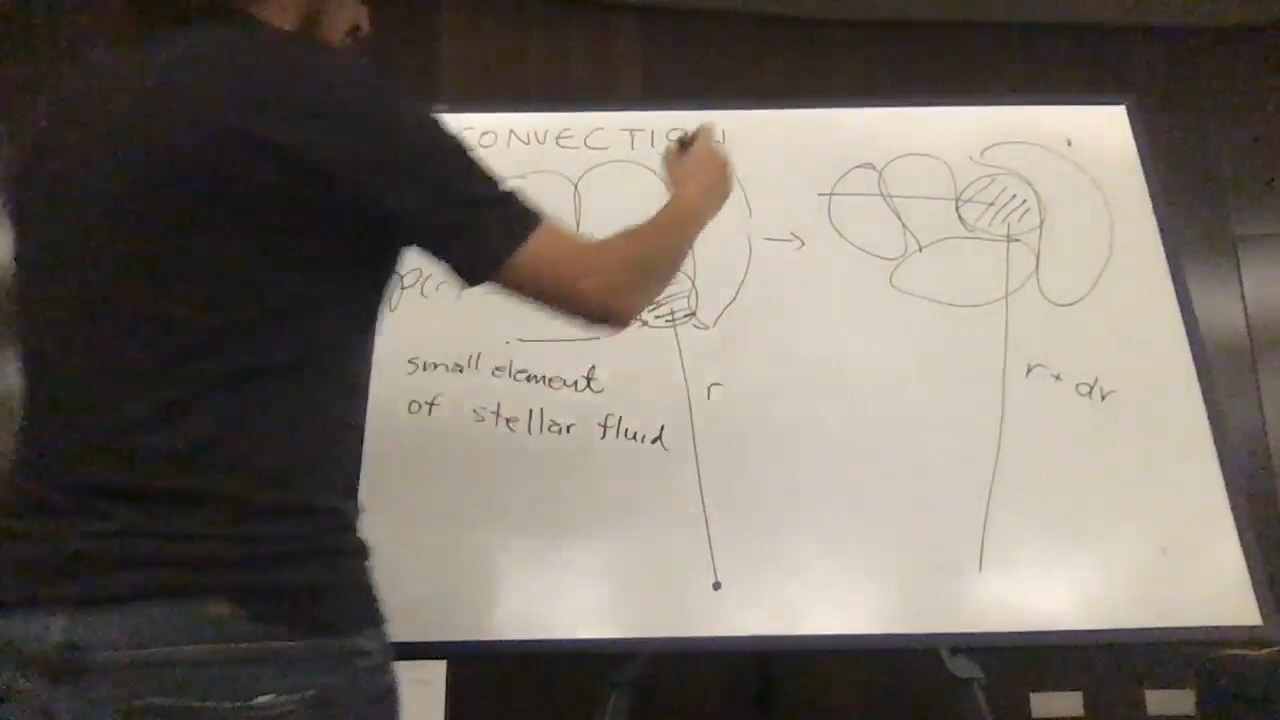 CONVECTION
→
ρ(r)
small element
of stellar fluid
r
r + dr